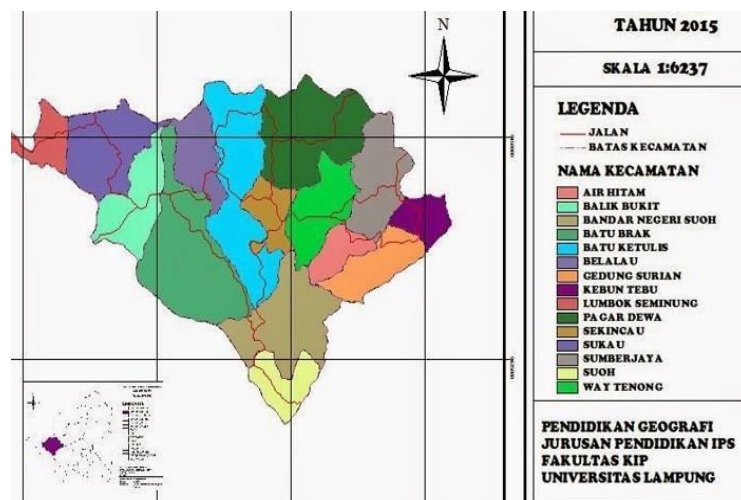 N
TAHUN 2015
SKALA 1:6237
LEGENDA
JALAN
BATAS KECAMATAN
NAMA KECAMATAN
AIR HITAM
BALIK BUKIT
BANDAR NEGERI SUOH
BATU BRAK
BATU KETULIS
BELALAU
GEDUNG SURIAN
KEBUN TEBU
LUMBOK SEMINUNG
PAGAR DEWA
SEKINCAU
SUKAU
SUMBERJAYA
SUOH
WAY TENONG
PENDIDIKAN GEOGRAFI
JURUSAN PENDIDIKAN IPS
FAKULTAS KIP
UNIVERSITAS LAMPUNG